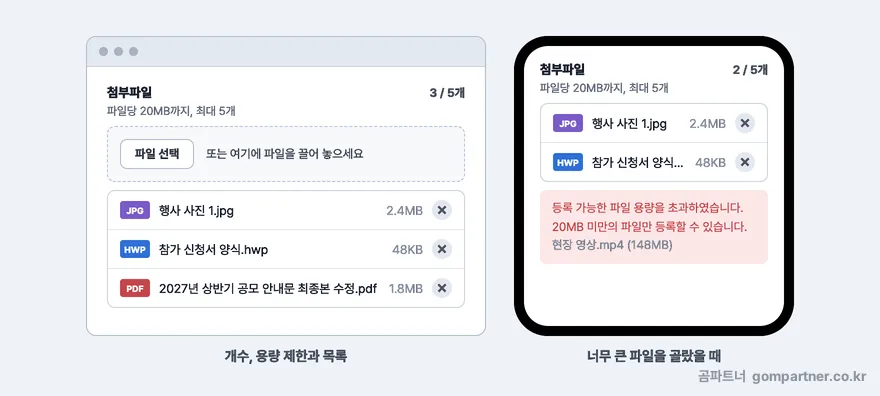 첨부파일
3 / 5개
파일당 20MB까지, 최대 5개
파일 선택
또는 여기에 파일을 끌어 놓으세요
JPG 행사 사진 1.jpg 2.4MB
HWP 참가 신청서 양식.hwp 48KB
PDF 2027년 상반기 공모 안내문 최종본 수정.pdf 1.8MB
개수, 용량 제한과 목록
첨부파일
2 / 5개
파일당 20MB까지, 최대 5개
JPG 행사 사진 1.jpg 2.4MB
HWP 참가 신청서 양식... 48KB
등록 가능한 파일 용량을 초과하였습니다.
20MB 미만의 파일만 등록할 수 있습니다.
현장 영상.mp4 (148MB)
너무 큰 파일을 골랐을 때
곰파트너 gompartner.co.kr